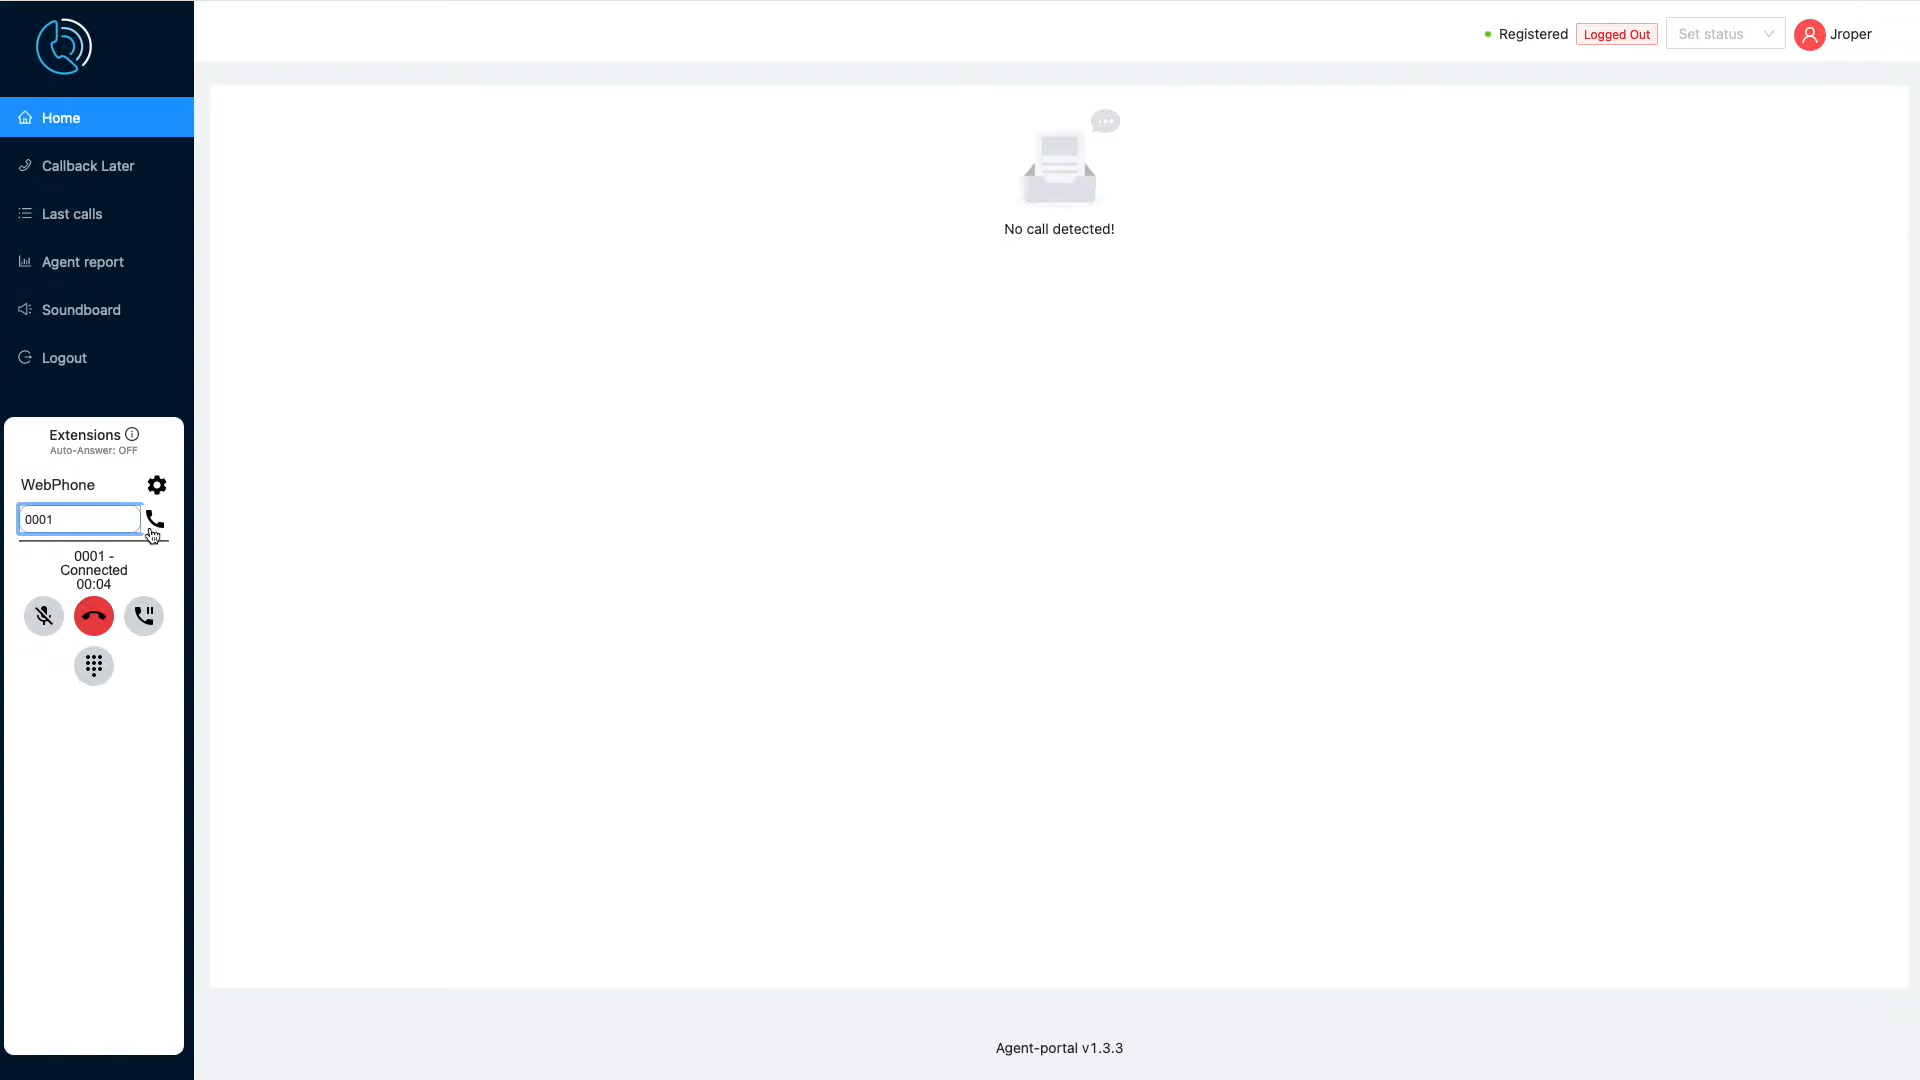 Registered
Logged Out
Set status
Jroper
Home
Callback Later
Last calls
Agent report
Soundboard
Logout
Extensions
Auto-Answer: OFF
WebPhone
0001
0001 -
Connected
00:04
No call detected!
Agent-portal v1.3.3